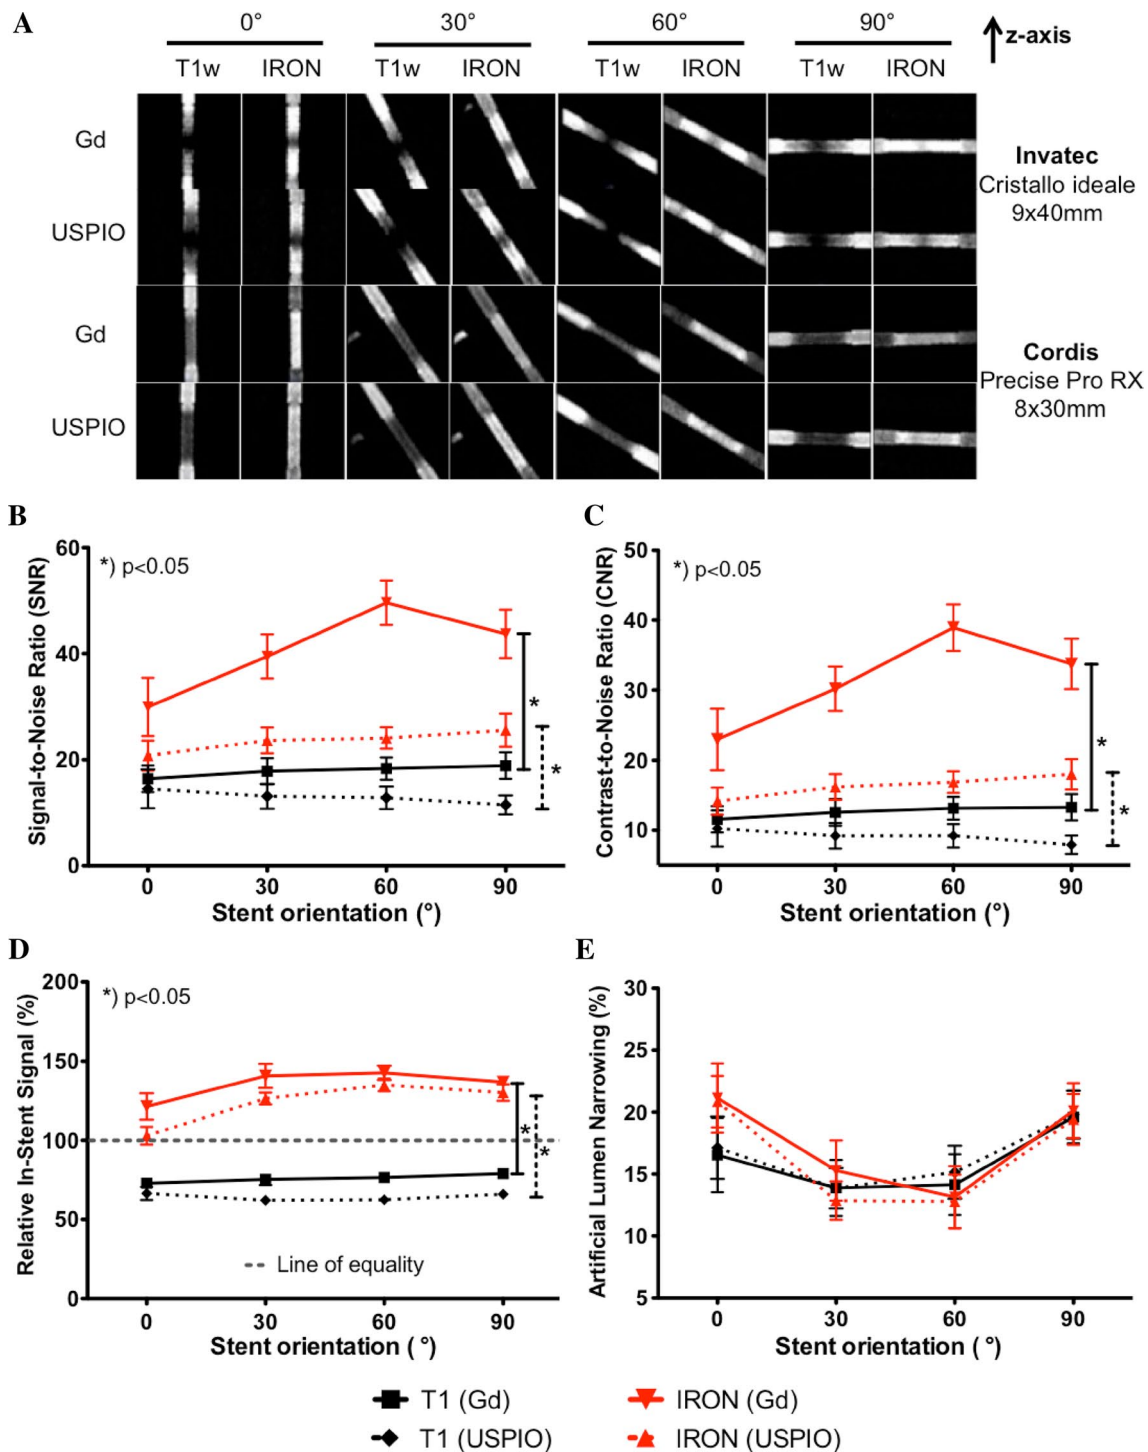 A
0°
30°
60°
90°
z-axis
T1w
IRON
T1w
IRON
T1w
IRON
T1w
IRON
Gd
USPIO
Gd
USPIO
Invatec
Cristallo ideale
9x40mm
Cordis
Precise Pro RX
8x30mm
B
Signal-to-Noise Ratio (SNR)
60
40
20
0
*) p<0.05
*
*
0
30
60
90
Stent orientation (°)
C
Contrast-to-Noise Ratio (CNR)
50
40
30
20
10
*) p<0.05
*
*
0
30
60
90
Stent orientation (°)
D
Relative In-Stent Signal (%)
200
150
100
50
0
*) p<0.05
*
*
Line of equality
0
30
60
90
Stent orientation ( °)
E
Artificial Lumen Narrowing (%)
30
25
20
15
10
5
0
30
60
90
Stent orientation ( °)
T1 (Gd)
IRON (Gd)
T1 (USPIO)
IRON (USPIO)